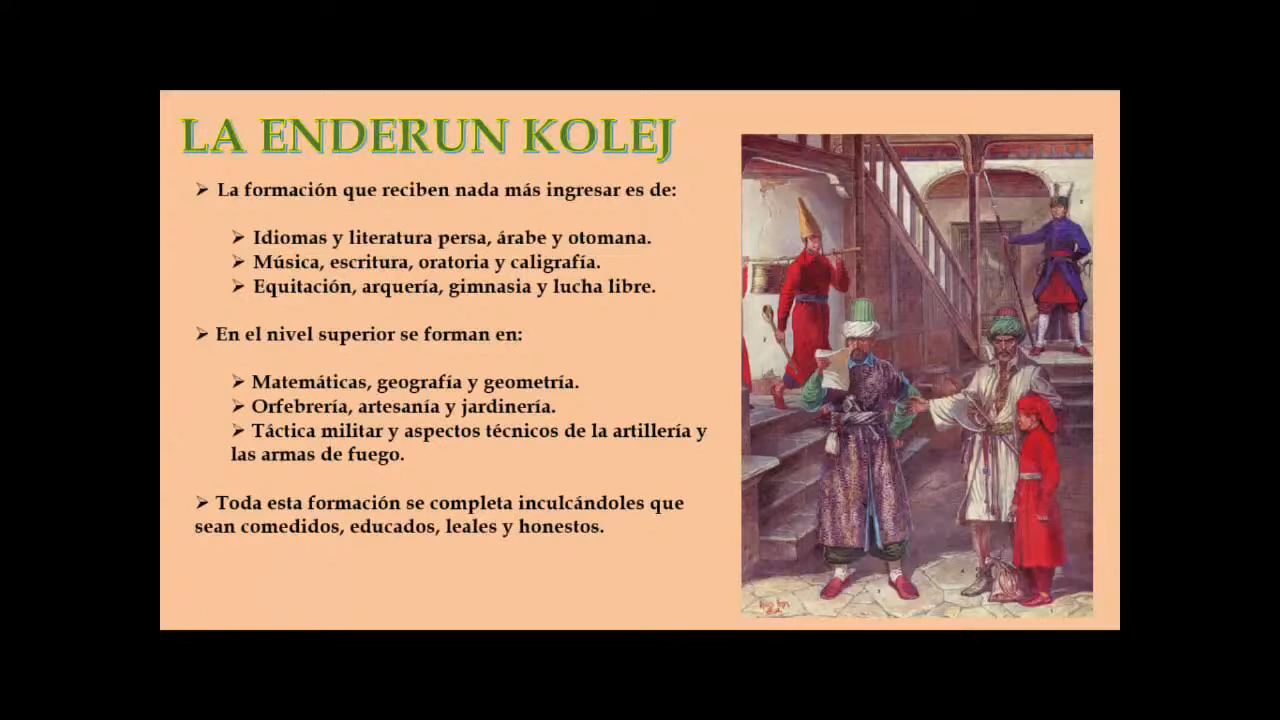 LA ENDERUN KOLEJ
➢ La formación que reciben nada más ingresar es de:
➢ Idiomas y literatura persa, árabe y otomana.
➢ Música, escritura, oratoria y caligrafía.
➢ Equitación, arquería, gimnasia y lucha libre.
➢ En el nivel superior se forman en:
➢ Matemáticas, geografía y geometría.
➢ Orfebrería, artesanía y jardinería.
➢ Táctica militar y aspectos técnicos de la artillería y
las armas de fuego.
➢ Toda esta formación se completa inculcándoles que
sean comedidos, educados, leales y honestos.